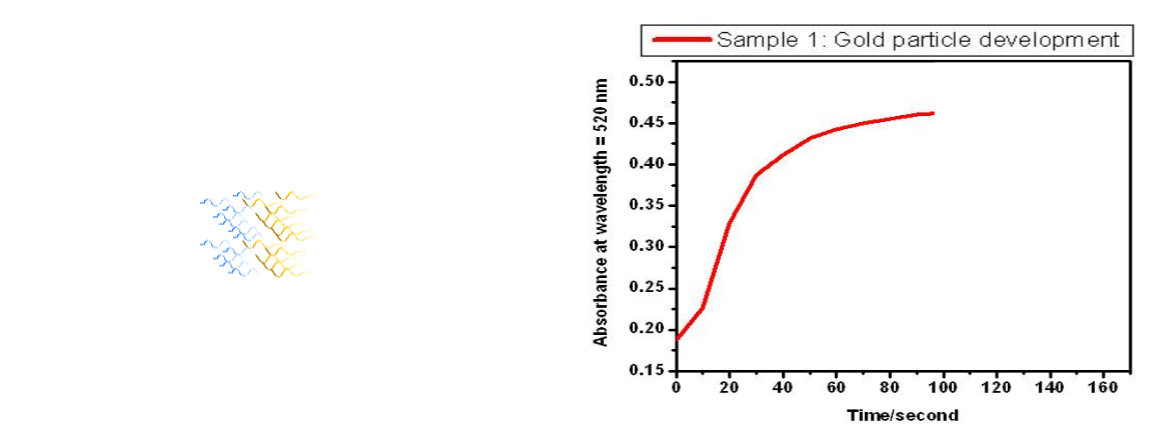 Sample 1: Gold particle development
Absorbance at wavelength = 520 nm
0.50
0.45
0.40
0.35
0.30
0.25
0.20
0.15
0 20 40 60 80 100 120 140 160
Time/second